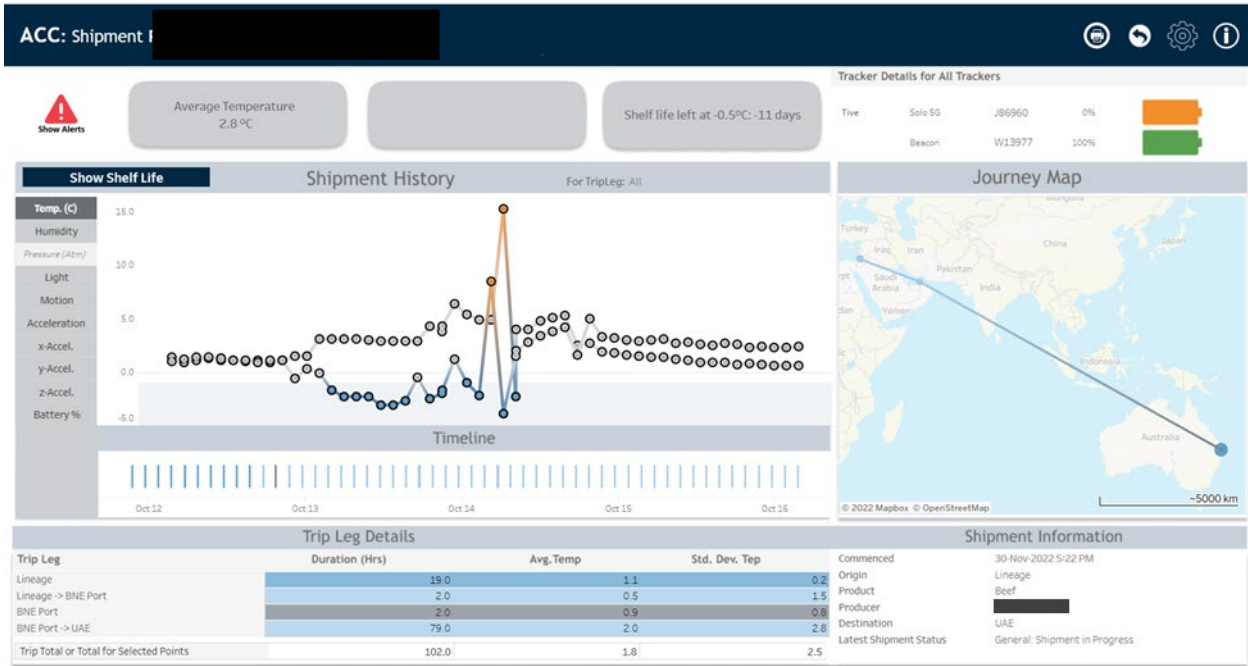 ACC: Shipment
Show Alerts
Average Temperature
2.8 ºC
Shelf life left at -0.5ºC: -11 days
Tracker Details for All Trackers
Tive Solo 5G J86960 0%
Beacon W13977 100%
Show Shelf Life
Shipment History
For TripLeg: All
Journey Map
Temp. (C)
Humidity
Pressure (Atm)
Light
Motion
Acceleration
x-Accel.
y-Accel.
z-Accel.
Battery %
15.0
10.0
5.0
0.0
-5.0
Timeline
Oct 12 Oct 13 Oct 14 Oct 15 Oct 16
Mongolia
Turkey
China
Japan
Iraq
Iran
Pakistan
Saudi
Arabia
India
Yemen
Indonesia
Australia
~5000 km
© 2022 Mapbox © OpenStreetMap
Trip Leg Details
Trip Leg Duration (Hrs) Avg.Temp Std. Dev. Tep
Lineage 19.0 1.1 0.2
Lineage -> BNE Port 2.0 0.5 1.5
BNE Port 2.0 0.9 0.8
BNE Port -> UAE 79.0 2.0 2.8
Trip Total or Total for Selected Points 102.0 1.8 2.5
Shipment Information
Commenced 30-Nov-2022 5:22 PM
Origin Lineage
Product Beef
Producer
Destination UAE
Latest Shipment Status General: Shipment in Progress